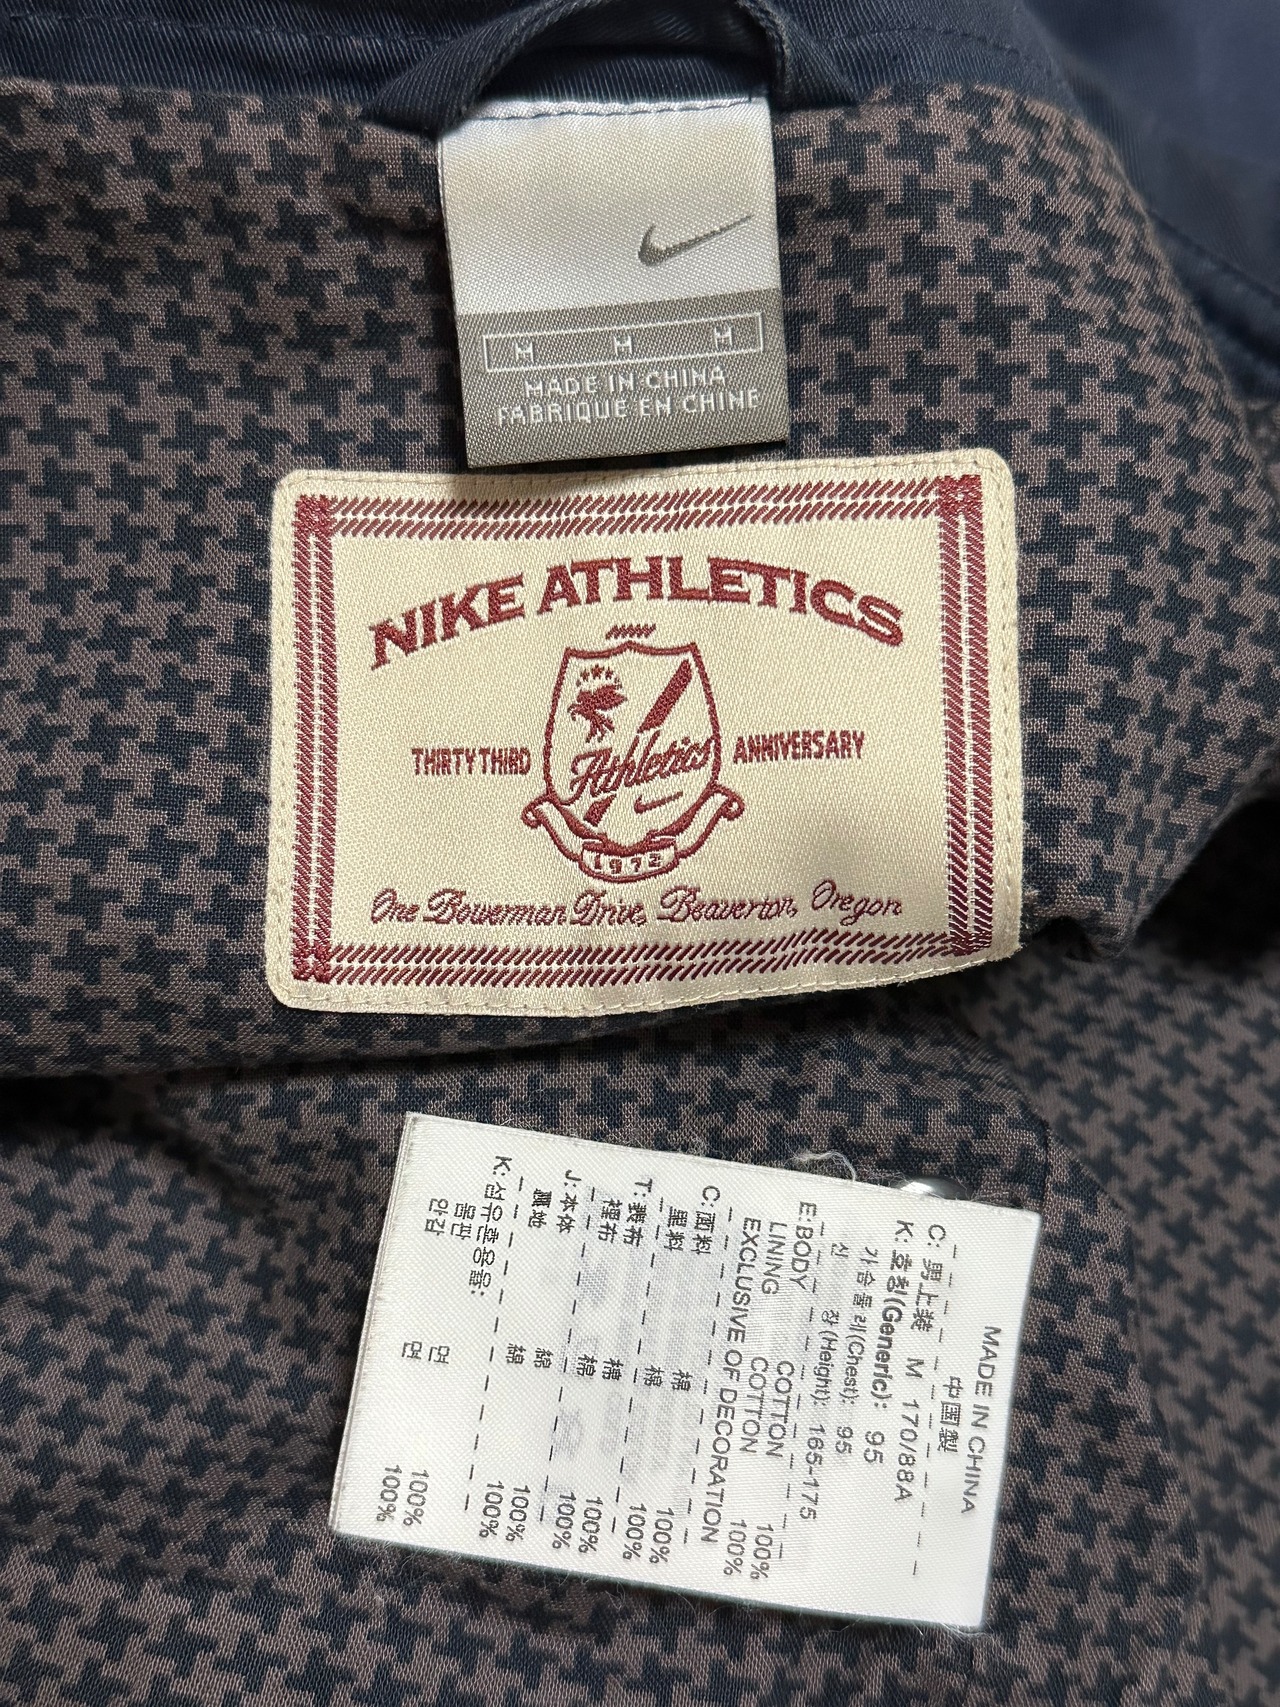 M M M
MADE IN CHINA
FABRIQUE EN CHINE
NIKE ATHLETICS
THIRTY THIRD ANNIVERSARY
Athletics
1972
One Bowerman Drive, Beaverton, Oregon
MADE IN CHINA
中国製
C: 男上装 M 170/88A
K: 호칭(Generic): 95
가슴둘레(Chest): 95
신 장(Height): 165-175
E:BODY COTTON 100%
LINING COTTON 100%
EXCLUSIVE OF DECORATION
C:面料 棉 100%
里料 棉 100%
T:表布 棉 100%
裡布 棉 100%
J:本体 綿 100%
裏地 綿 100%
K:섬유혼용율:
몸판 면 100%
안감 면 100%